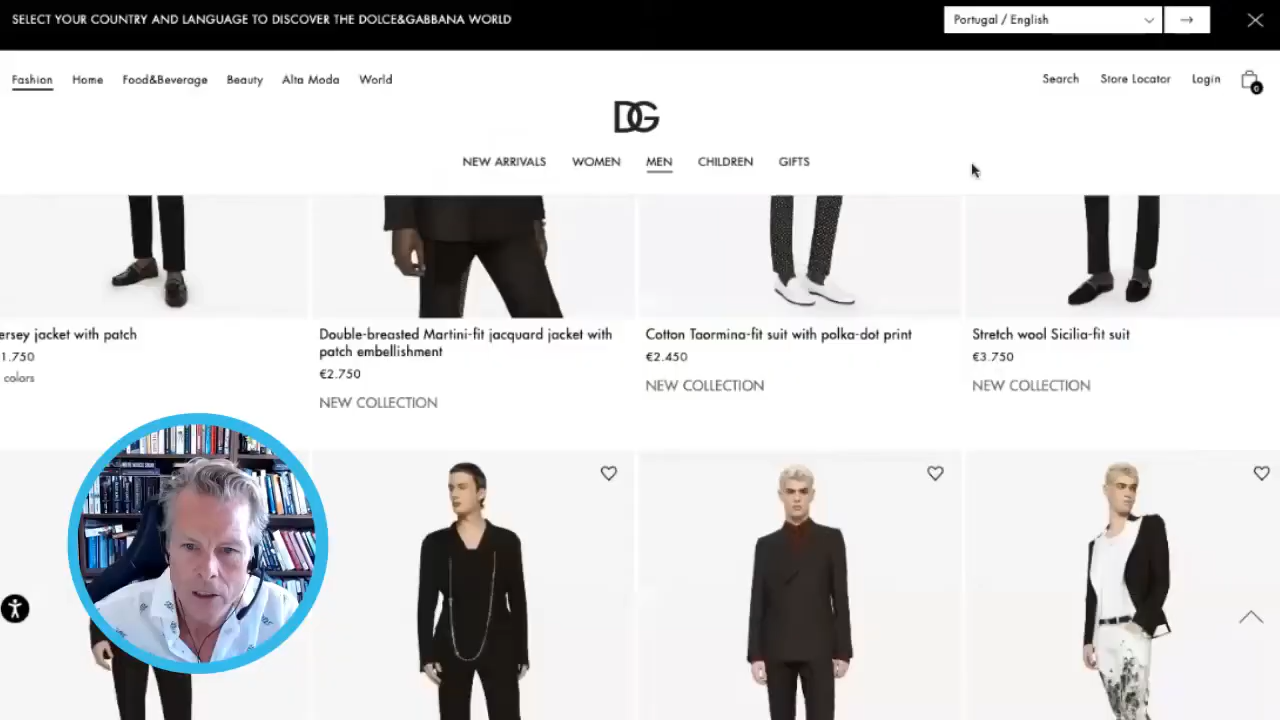 SELECT YOUR COUNTRY AND LANGUAGE TO DISCOVER THE DOLCE&GABBANA WORLD
Portugal / English
Fashion Home Food&Beverage Beauty Alta Moda World
Search Store Locator Login
0
DG
NEW ARRIVALS WOMEN MEN CHILDREN GIFTS
ersey jacket with patch
1.750
colors
Double-breasted Martini-fit jacquard jacket with
patch embellishment
€2.750
NEW COLLECTION
Cotton Taormina-fit suit with polka-dot print
€2.450
NEW COLLECTION
Stretch wool Sicilia-fit suit
€3.750
NEW COLLECTION